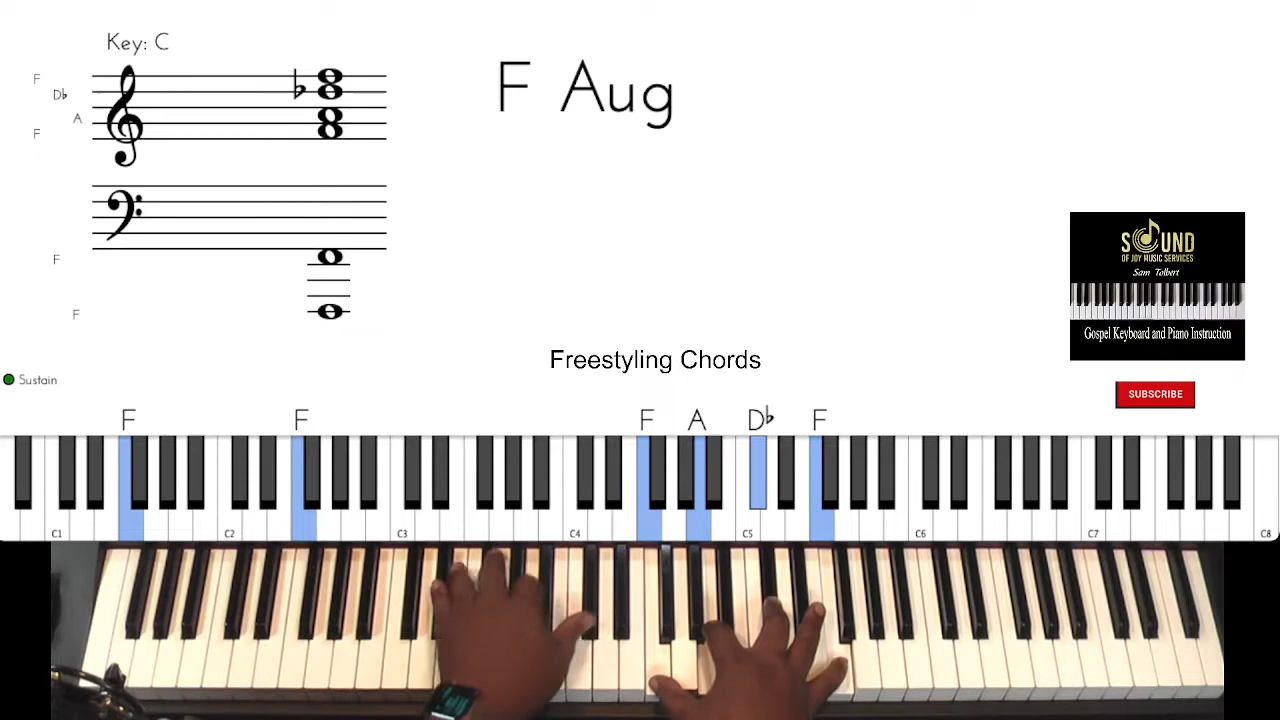 Key: C
F
D♭
A
F
F
F
F Aug
SOUND
OF JOY MUSIC SERVICES
Sam Tolbert
Gospel Keyboard and Piano Instruction
Freestyling Chords
Sustain
SUBSCRIBE
F F F A D♭ F
C1 C2 C3 C4 C5 C6 C7 C8